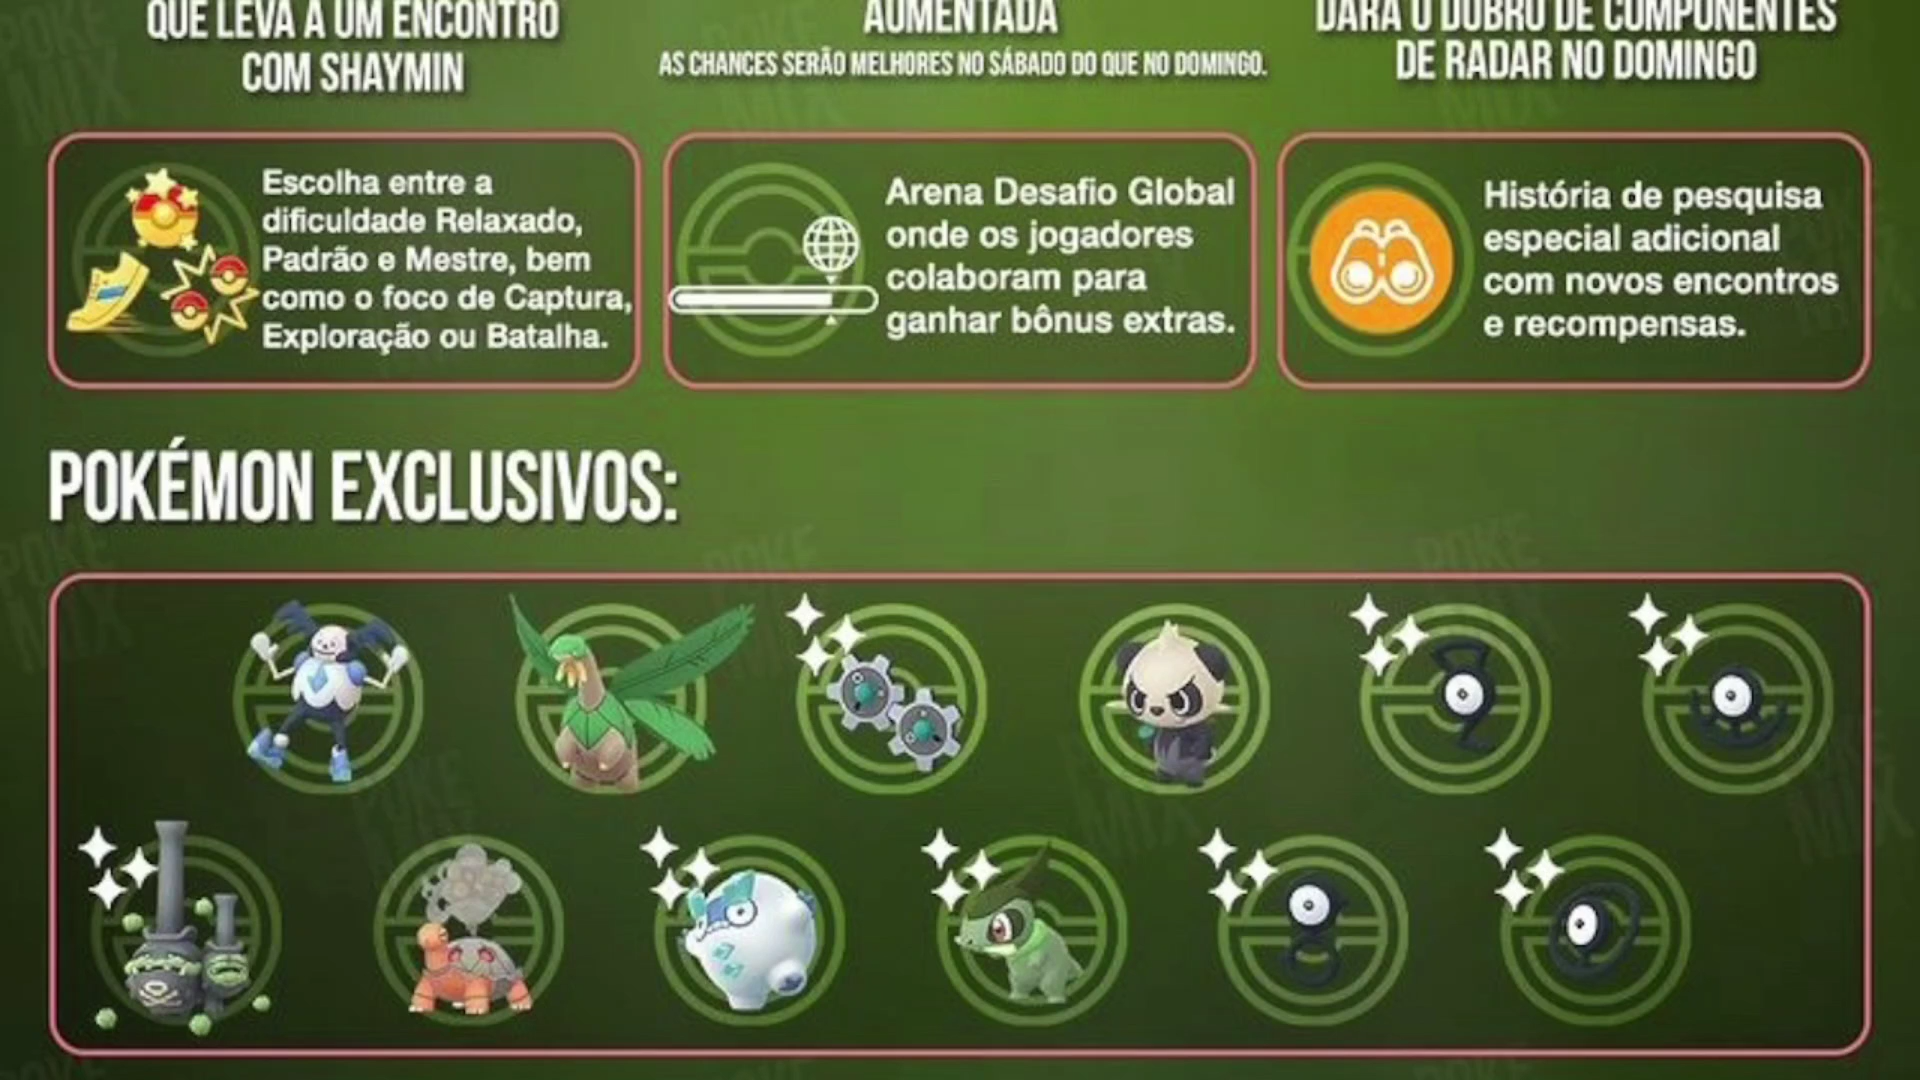 QUE LEVA A UM ENCONTRO
COM SHAYMIN
AUMENTADA
AS CHANCES SERÃO MELHORES NO SÁBADO DO QUE NO DOMINGO.
DARÁ O DOBRO DE COMPONENTES
DE RADAR NO DOMINGO
Escolha entre a
dificuldade Relaxado,
Padrão e Mestre, bem
como o foco de Captura,
Exploração ou Batalha.
Arena Desafio Global
onde os jogadores
colaboram para
ganhar bônus extras.
História de pesquisa
especial adicional
com novos encontros
e recompensas.
POKÉMON EXCLUSIVOS:
POKE
MIX